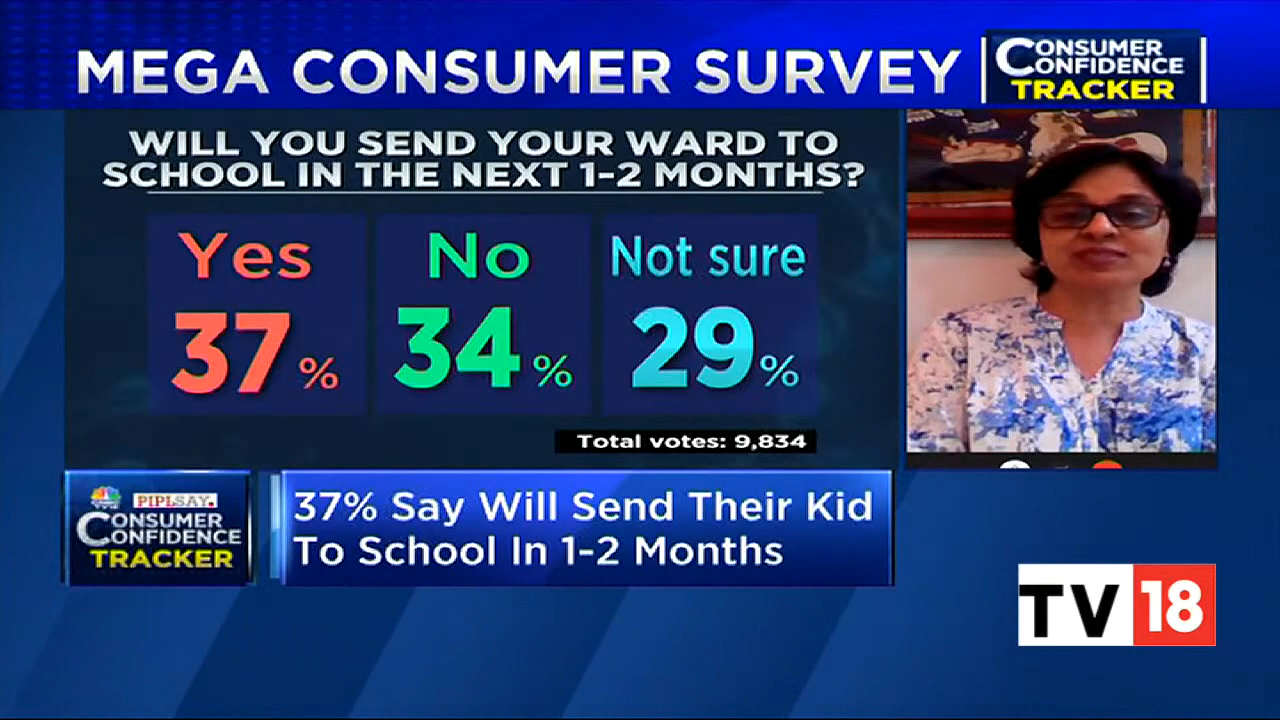 MEGA CONSUMER SURVEY
CONSUMER
CONFIDENCE
TRACKER
WILL YOU SEND YOUR WARD TO
SCHOOL IN THE NEXT 1-2 MONTHS?
Yes
37%
No
34%
Not sure
29%
Total votes: 9,834
PIPLSAY.
CONSUMER
CONFIDENCE
TRACKER
37% Say Will Send Their Kid
To School In 1-2 Months
TV18